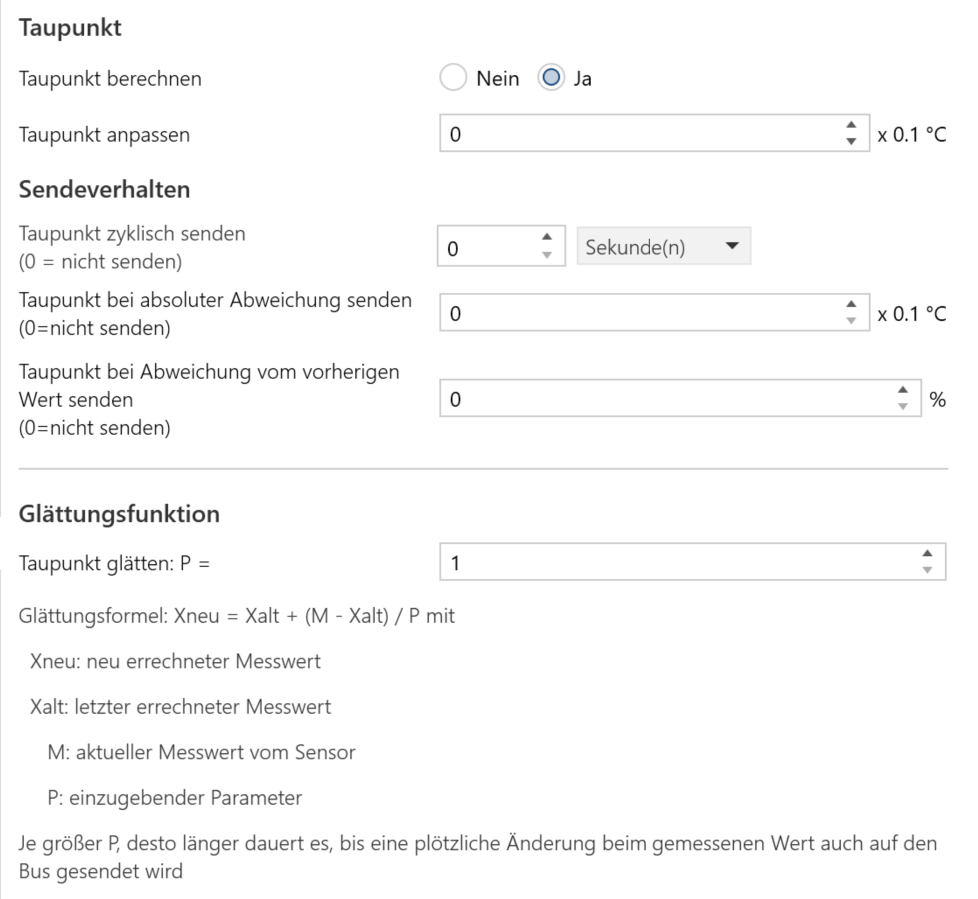 Taupunkt
Taupunkt berechnen Nein Ja
Taupunkt anpassen 0 x 0.1 °C
Sendeverhalten
Taupunkt zyklisch senden
(0 = nicht senden) 0 Sekunde(n)
Taupunkt bei absoluter Abweichung senden
(0=nicht senden) 0 x 0.1 °C
Taupunkt bei Abweichung vom vorherigen
Wert senden 0 %
(0=nicht senden)
Glättungsfunktion
Taupunkt glätten: P = 1
Glättungsformel: Xneu = Xalt + (M - Xalt) / P mit
Xneu: neu errechneter Messwert
Xalt: letzter errechneter Messwert
M: aktueller Messwert vom Sensor
P: einzugebender Parameter
Je größer P, desto länger dauert es, bis eine plötzliche Änderung beim gemessenen Wert auch auf den
Bus gesendet wird